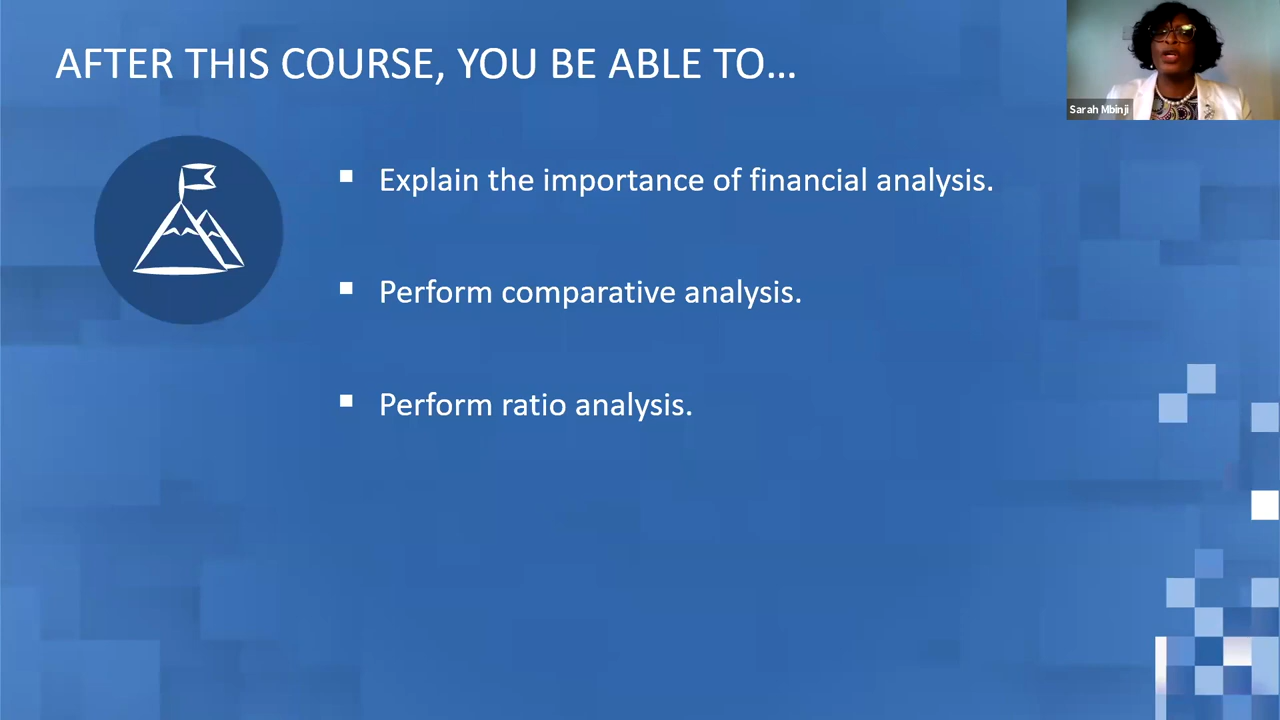 AFTER THIS COURSE, YOU BE ABLE TO...
Sarah Mbinji
▪ Explain the importance of financial analysis.
▪ Perform comparative analysis.
▪ Perform ratio analysis.